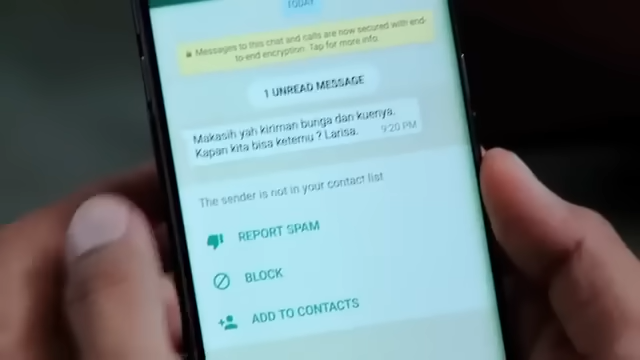 TODAY
Messages to this chat and calls are now secured with end-
to-end encryption. Tap for more info.
1 UNREAD MESSAGE
Makasih yah kiriman bunga dan kuenya.
Kapan kita bisa ketemu ? Larisa.
9:20 PM
The sender is not in your contact list
REPORT SPAM
BLOCK
ADD TO CONTACTS